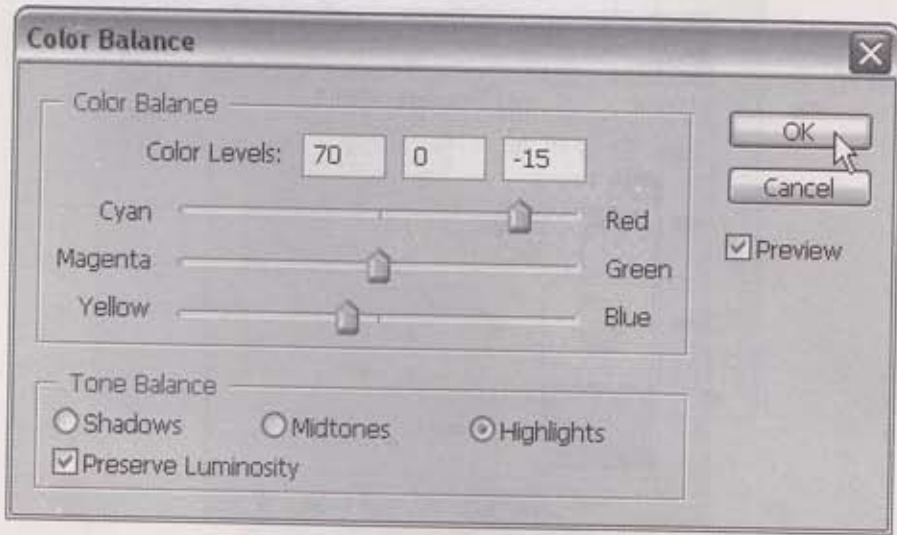 Color Balance
Color Balance
Color Levels: 70 0 -15
OK
Cancel
Cyan Red
Preview
Magenta Green
Yellow Blue
Tone Balance
Shadows Midtones Highlights
Preserve Luminosity